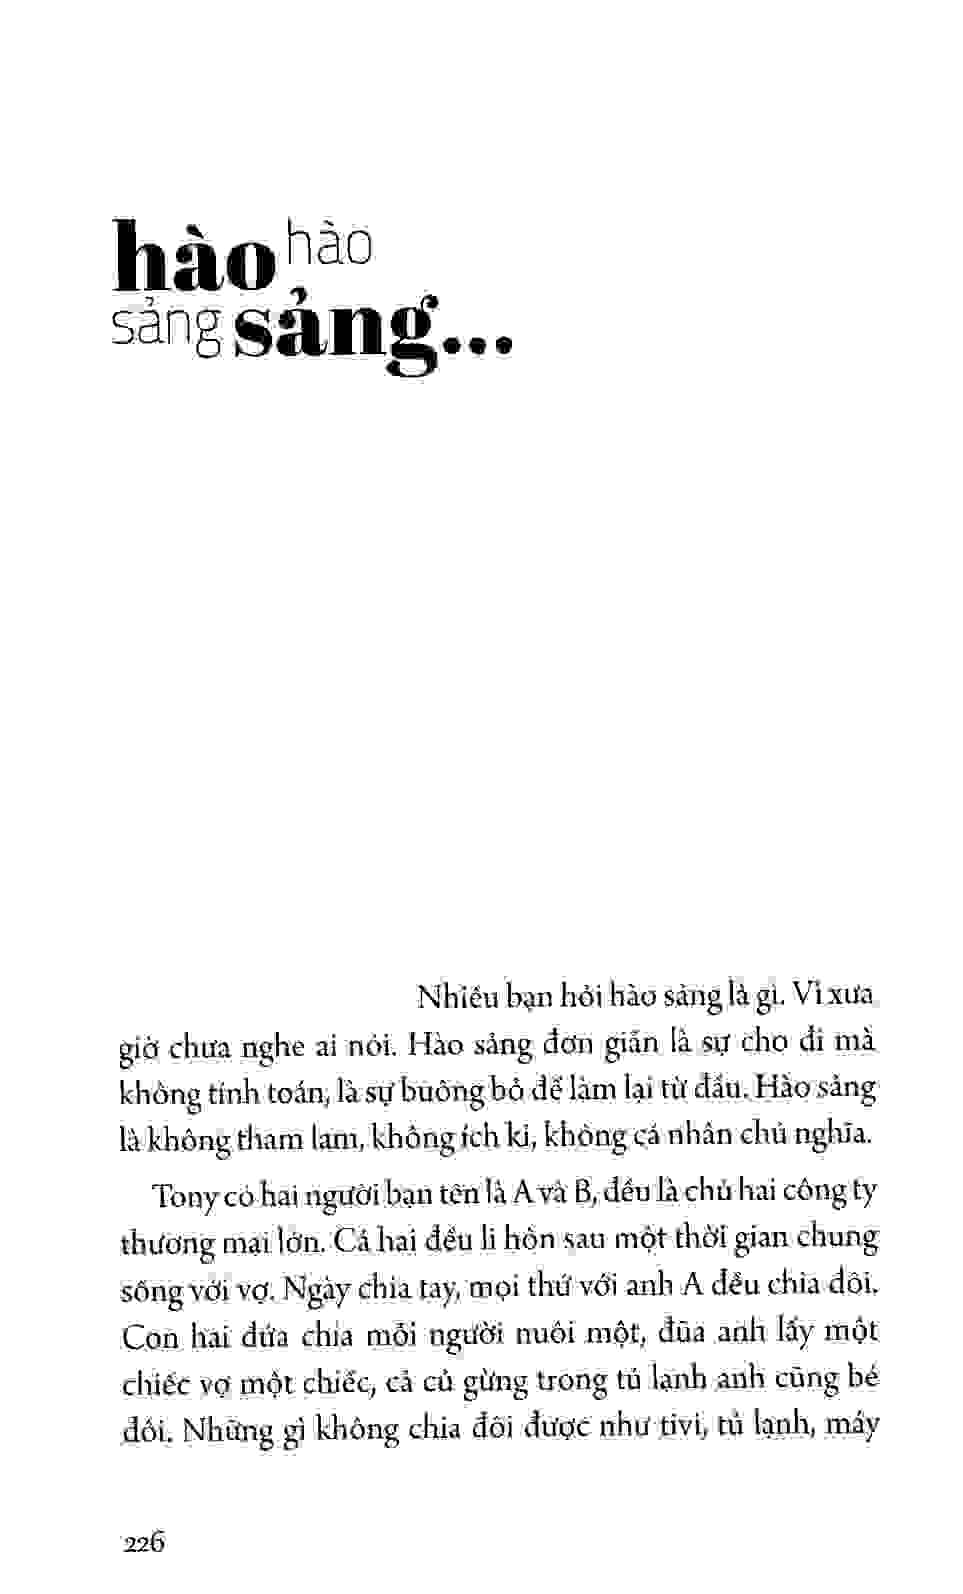 hào hào
sảng sảng...
Nhiều bạn hỏi hào sảng là gì. Vì xưa
giờ chưa nghe ai nói. Hào sảng đơn giản là sự cho đi mà
không tính toán, là sự buông bỏ để làm lại từ đầu. Hào sảng
là không tham lam, không ích kỉ, không cá nhân chủ nghĩa.
Tony có hai người bạn tên là A và B, đều là chủ hai công ty
thương mại lớn. Cả hai đều li hôn sau một thời gian chung
sống với vợ. Ngày chia tay, mọi thứ với anh A đều chia đôi.
Con hai đứa chia mỗi người nuôi một, đũa anh lấy một
chiếc vợ một chiếc, cả củ gừng trong tủ lạnh anh cũng bẻ
đôi. Những gì không chia đôi được như tivi, tủ lạnh, máy
226